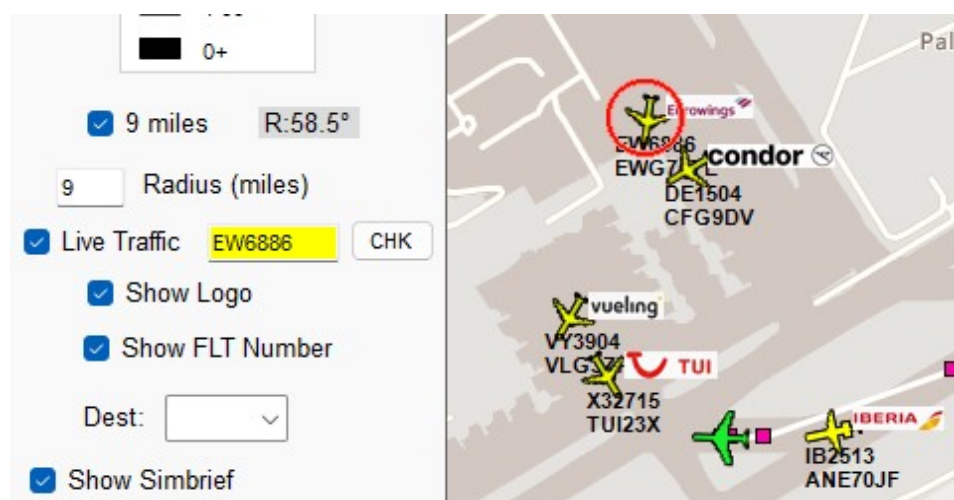 0+
9 miles
R:58.5°
9
Radius (miles)
Live Traffic
EW6886
CHK
Show Logo
Show FLT Number
Dest:
Show Simbrief
Pal
Eurowings
EW6886
condor
DE1504
CFG9DV
vueling
VY3904
TUI
X32715
TUI23X
IBERIA
IB2513
ANE70JF